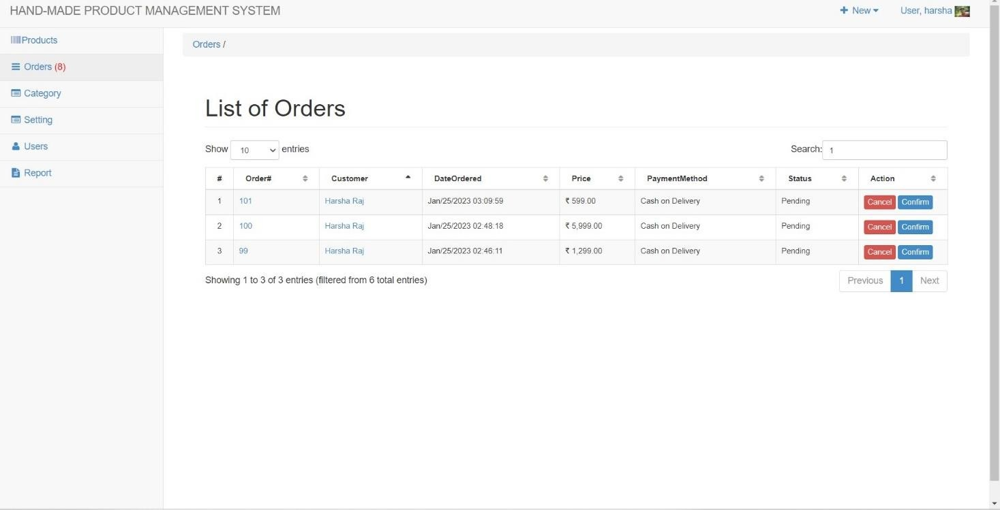 HAND-MADE PRODUCT MANAGEMENT SYSTEM
New
User, harsha
Products
Orders (8)
Category
Setting
Users
Report
Orders /
List of Orders
Show 10 entries
Search: 1
# Order# Customer DateOrdered Price PaymentMethod Status Action
1 101 Harsha Raj Jan/25/2023 03:09:59 ₹ 599.00 Cash on Delivery Pending Cancel Confirm
2 100 Harsha Raj Jan/25/2023 02:48:18 ₹ 5,999.00 Cash on Delivery Pending Cancel Confirm
3 99 Harsha Raj Jan/25/2023 02:46:11 ₹ 1,299.00 Cash on Delivery Pending Cancel Confirm
Showing 1 to 3 of 3 entries (filtered from 6 total entries)
Previous 1 Next